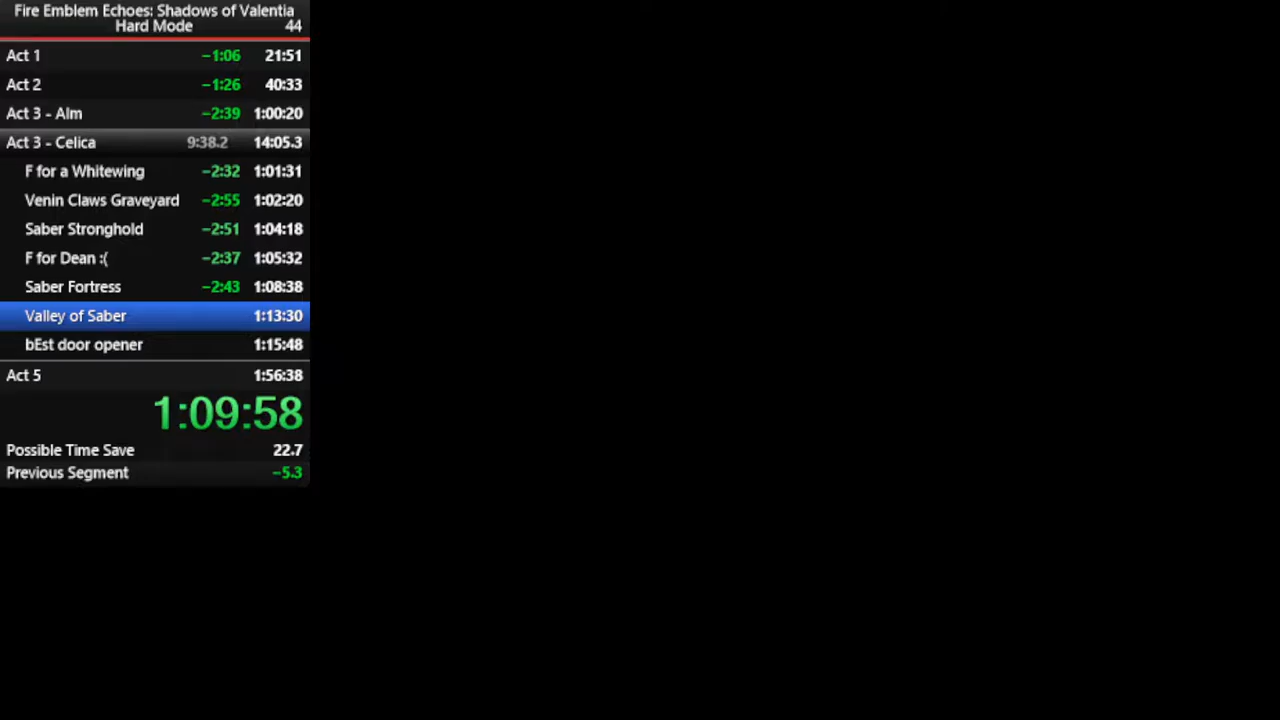 Fire Emblem Echoes: Shadows of Valentia
Hard Mode 44
Act 1 -1:06 21:51
Act 2 -1:26 40:33
Act 3 - Alm -2:39 1:00:20
Act 3 - Celica 9:38.2 14:05.3
F for a Whitewing -2:32 1:01:31
Venin Claws Graveyard -2:55 1:02:20
Saber Stronghold -2:51 1:04:18
F for Dean :( -2:37 1:05:32
Saber Fortress -2:43 1:08:38
Valley of Saber 1:13:30
bEst door opener 1:15:48
Act 5 1:56:38
1:09:58
Possible Time Save 22.7
Previous Segment -5.3